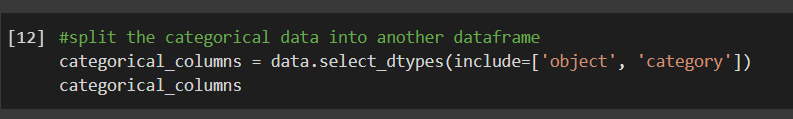 [12] #split the categorical data into another dataframe
categorical_columns = data.select_dtypes(include=['object', 'category'])
categorical_columns